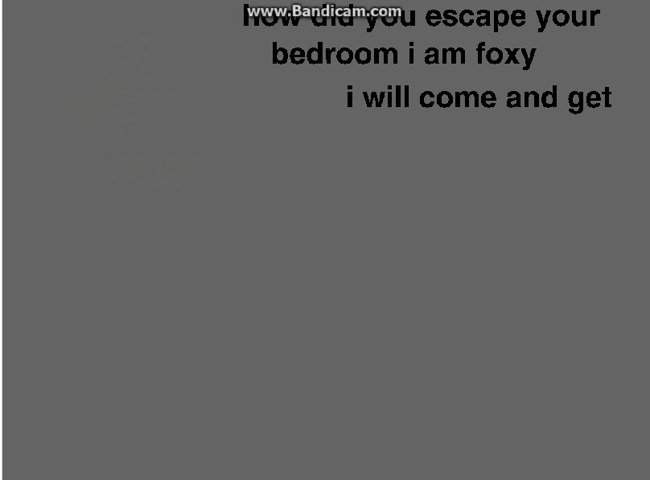 www.Bandicam.com
how did you escape your
bedroom i am foxy
i will come and get